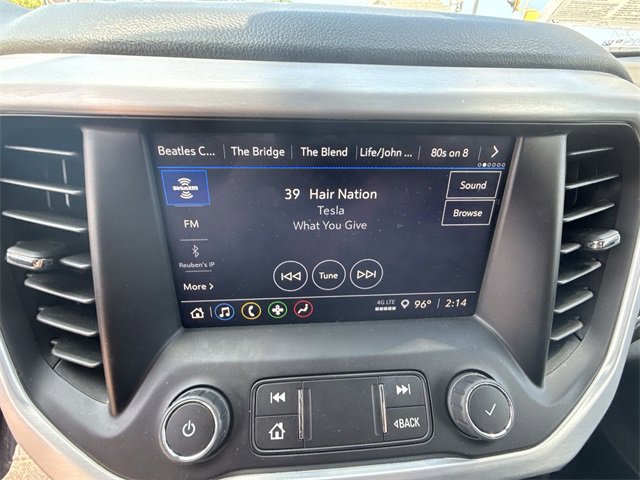 Beatles C... The Bridge The Blend Life/John ... 80s on 8 >
SiriusXM
39 Hair Nation
Sound
Tesla
FM
What You Give
Browse
Reuben's iP
Tune
More >
4G LTE 96° 2:14
BACK